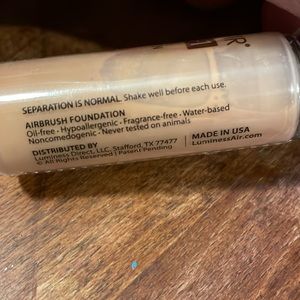 SEPARATION IS NORMAL. Shake well before each use.
AIRBRUSH FOUNDATION
Oil-free • Hypoallergenic • Fragrance-free • Water-based
Noncomedogenic • Never tested on animals
DISTRIBUTED BY
Luminess Direct, LLC, Stafford, TX 77477
© All Rights Reserved | Patent Pending
MADE IN USA
LuminessAir.com